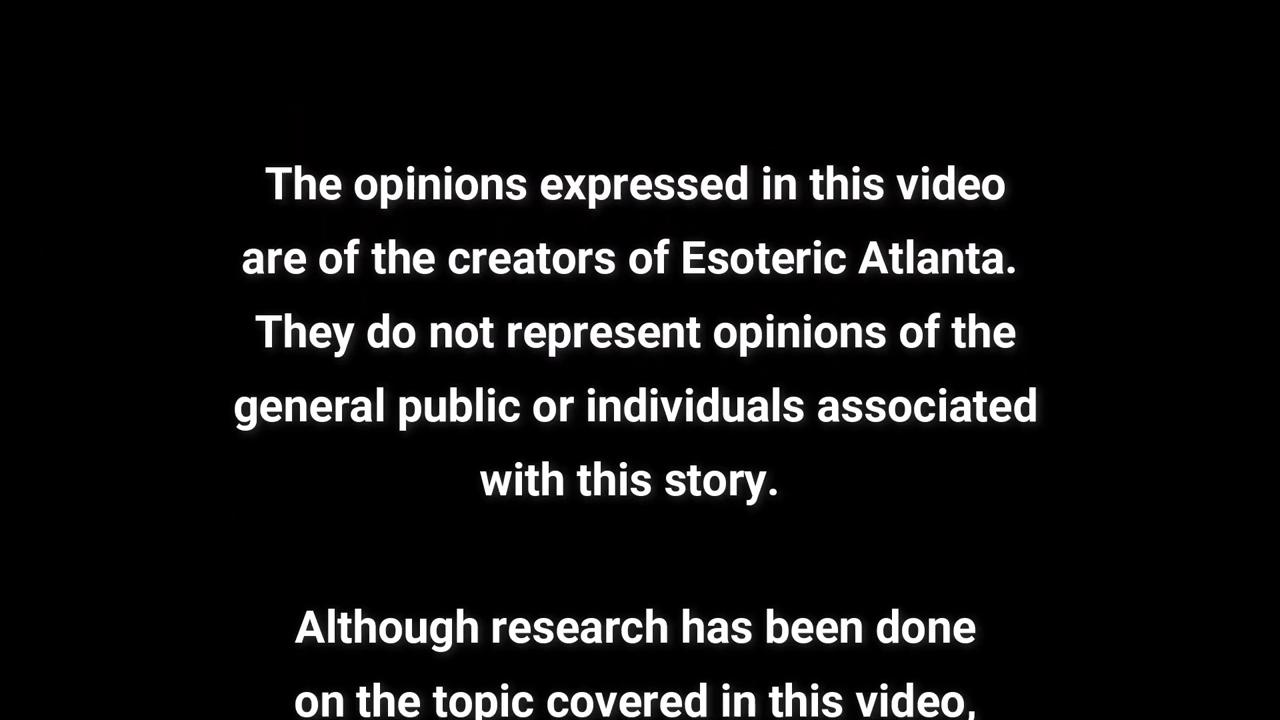 The opinions expressed in this video
are of the creators of Esoteric Atlanta.
They do not represent opinions of the
general public or individuals associated
with this story.
Although research has been done
on the topic covered in this video,